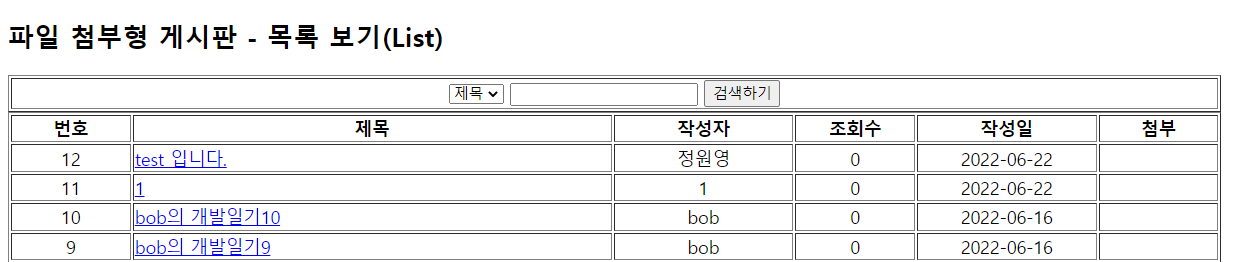 파일 첨부형 게시판 - 목록 보기(List)
제목 검색하기
번호 제목 작성자 조회수 작성일 첨부
12 test 입니다. 정원영 0 2022-06-22
11 1 1 0 2022-06-22
10 bob의 개발일기10 bob 0 2022-06-16
9 bob의 개발일기9 bob 0 2022-06-16